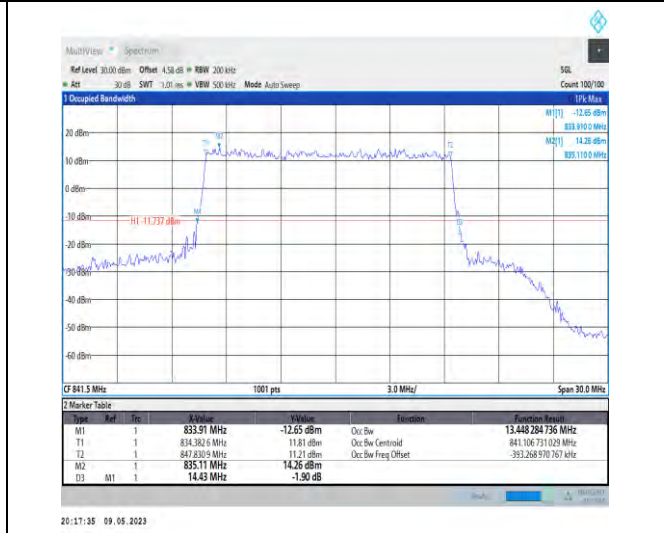 MultiView Spectrum
Ref Level 30.00 dBm Offset 4.58 dB RBW 200 kHz SGL
Att 30 dB SWT 1.01 ms VBW 500 kHz Mode Auto Sweep Count 100/100
1 Occupied Bandwidth 1Pk Max
M1[1] -12.65 dBm
833.910 0 MHz
M2[1] 14.26 dBm
835.110 0 MHz
20 dBm
10 dBm
0 dBm
-10 dBm
H1 -11.737 dBm
-20 dBm
-30 dBm
-40 dBm
-50 dBm
-60 dBm
M2
T1
T2
M1
D3
CF 841.5 MHz 1001 pts 3.0 MHz/ Span 30.0 MHz
2 Marker Table
Type Ref Trc X-Value Y-Value Function Function Result
M1 1 833.91 MHz -12.65 dBm Occ Bw 13.448 284 736 MHz
T1 1 834.382 6 MHz 11.81 dBm Occ Bw Centroid 841.106 731 029 MHz
T2 1 847.830 9 MHz 11.21 dBm Occ Bw Freq Offset -393.268 970 767 kHz
M2 1 835.11 MHz 14.26 dBm
D3 M1 1 14.43 MHz -1.90 dB
20:17:35 09.05.2023